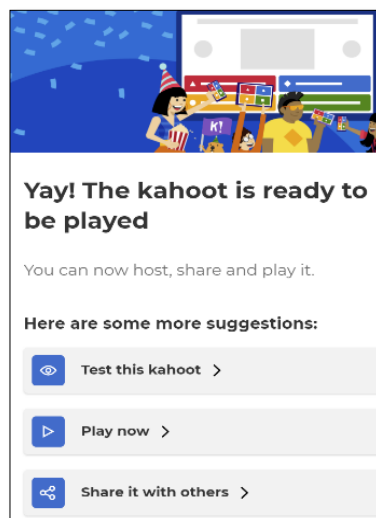 K!
Yay! The kahoot is ready to
be played
You can now host, share and play it.
Here are some more suggestions:
Test this kahoot
Play now
Share it with others